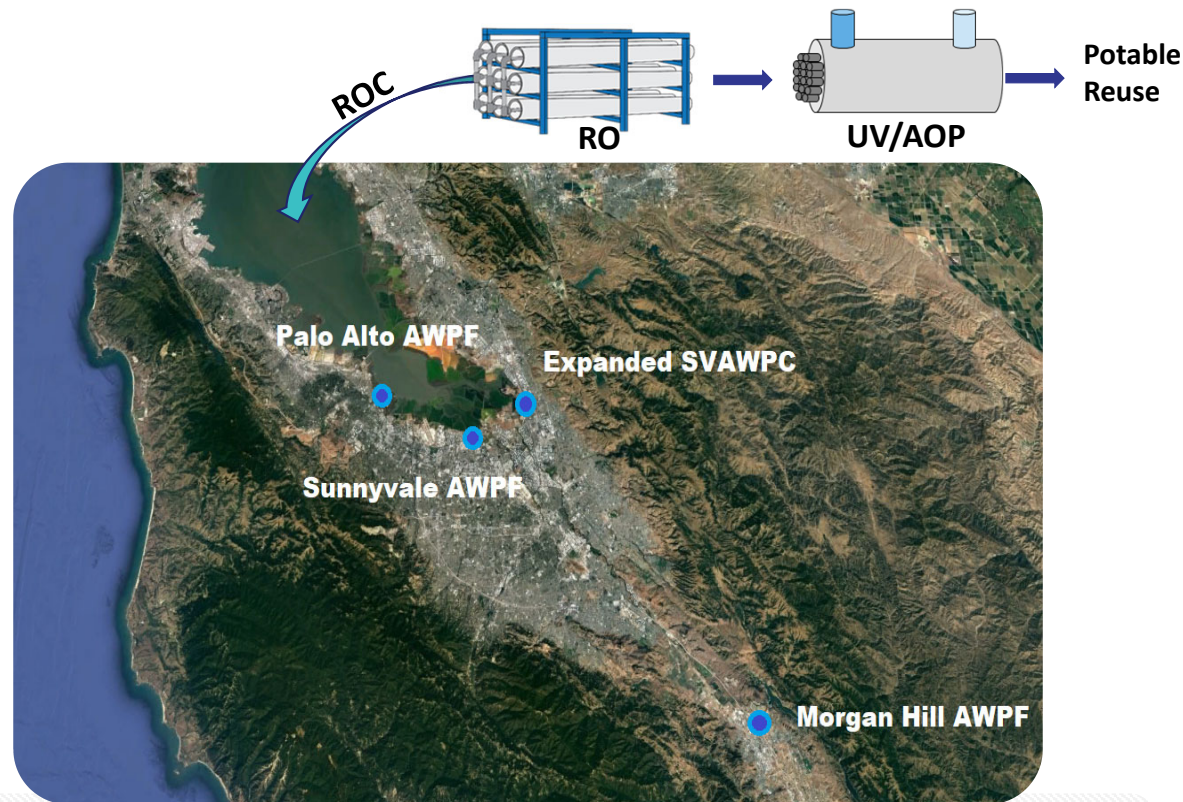 ROC
RO
UV/AOP
Potable
Reuse
Palo Alto AWPF
Expanded SVAWPC
Sunnyvale AWPF
Morgan Hill AWPF